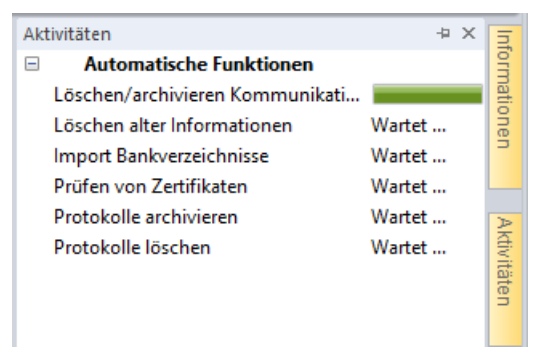 Aktivitäten
Automatische Funktionen
Löschen/archivieren Kommunikati...
Löschen alter Informationen Wartet ...
Import Bankverzeichnisse Wartet ...
Prüfen von Zertifikaten Wartet ...
Protokolle archivieren Wartet ...
Protokolle löschen Wartet ...
Informationen
Aktivitäten